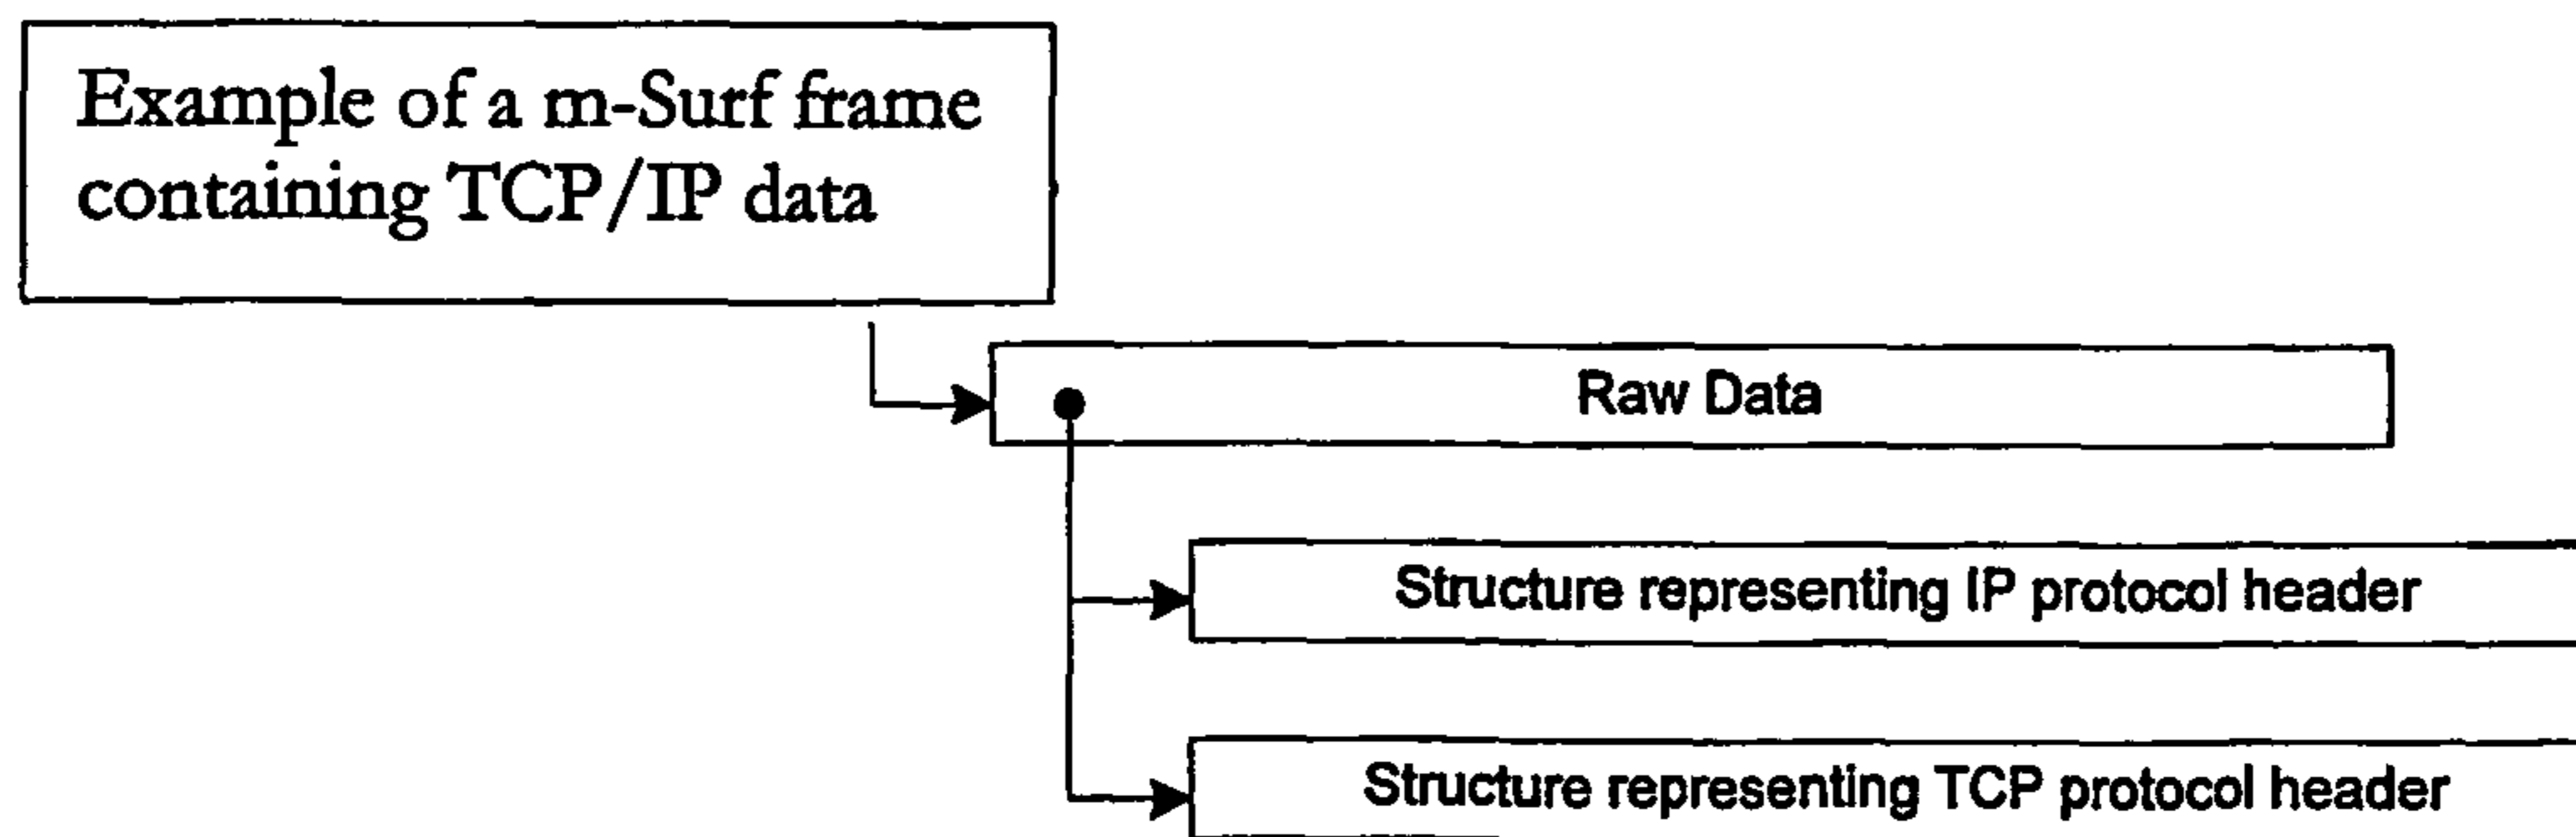 Example of a m-Surf frame
containing TCP/IP data
Raw Data
Structure representing IP protocol header
Structure representing TCP protocol header